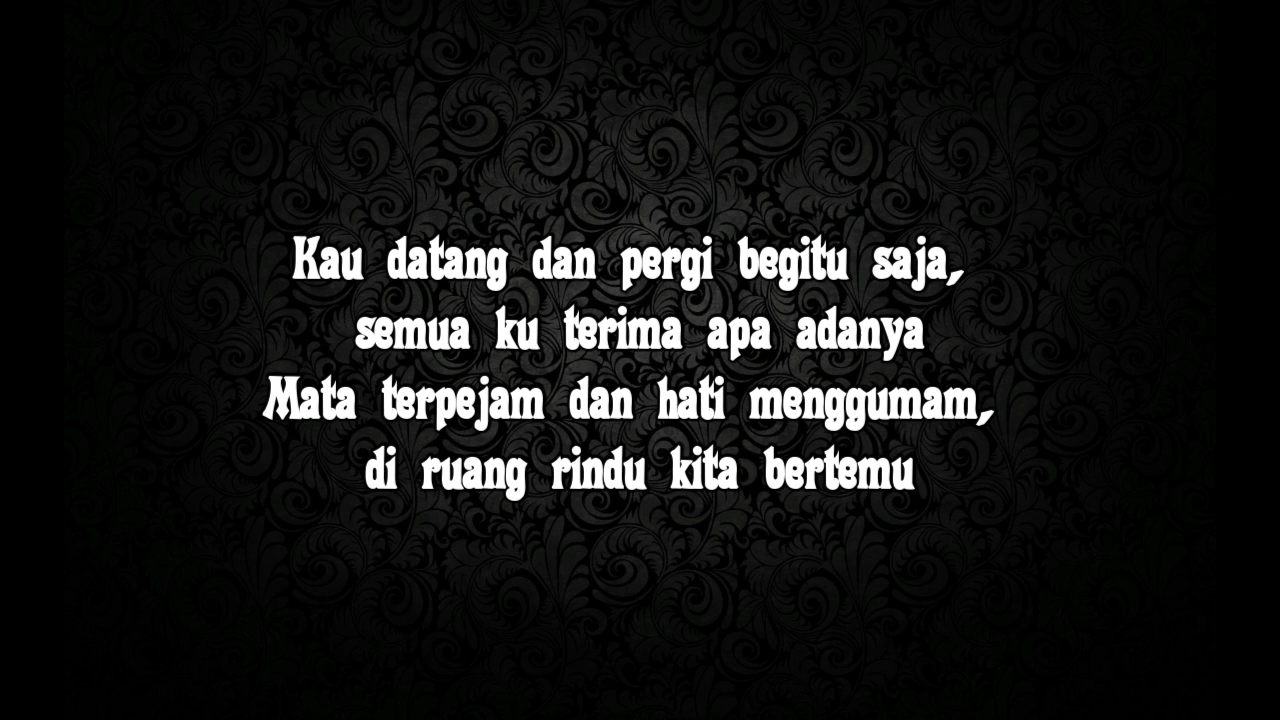 Kau datang dan pergi begitu saja,
semua ku terima apa adanya
Mata terpejam dan hati menggumam,
di ruang rindu kita bertemu